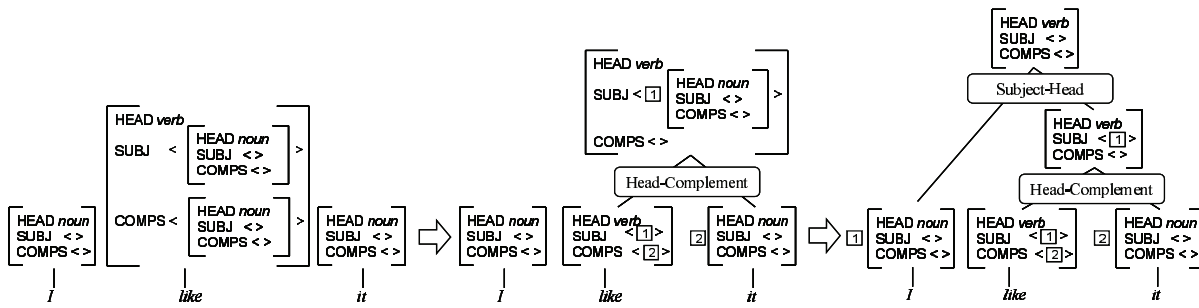 HEAD noun
SUBJ < >
COMPS < >
I
HEAD verb
SUBJ < HEAD noun
SUBJ < >
COMPS < > >
COMPS < HEAD noun
SUBJ < >
COMPS < > >
like
HEAD noun
SUBJ < >
COMPS < >
it
HEAD verb
SUBJ < 1 HEAD noun
SUBJ < >
COMPS < > >
COMPS < >
Head-Complement
HEAD noun
SUBJ < >
COMPS < >
I
HEAD verb
SUBJ < 1 >
COMPS < 2 >
like
2 HEAD noun
SUBJ < >
COMPS < >
it
HEAD verb
SUBJ < >
COMPS < >
Subject-Head
HEAD verb
SUBJ < 1 >
COMPS < >
Head-Complement
1 HEAD noun
SUBJ < >
COMPS < >
I
HEAD verb
SUBJ < 1 >
COMPS < 2 >
like
2 HEAD noun
SUBJ < >
COMPS < >
it